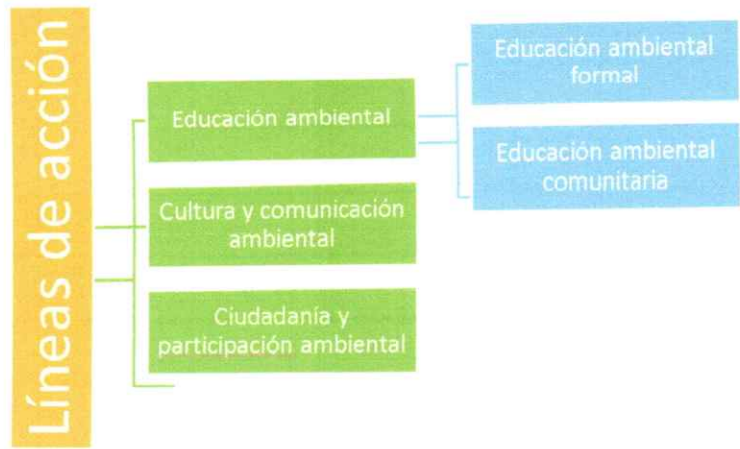 Líneas de acción
Educación ambiental
Cultura y comunicación
ambiental
Ciudadanía y
participación ambiental
Educación ambiental
formal
Educación ambiental
comunitaria